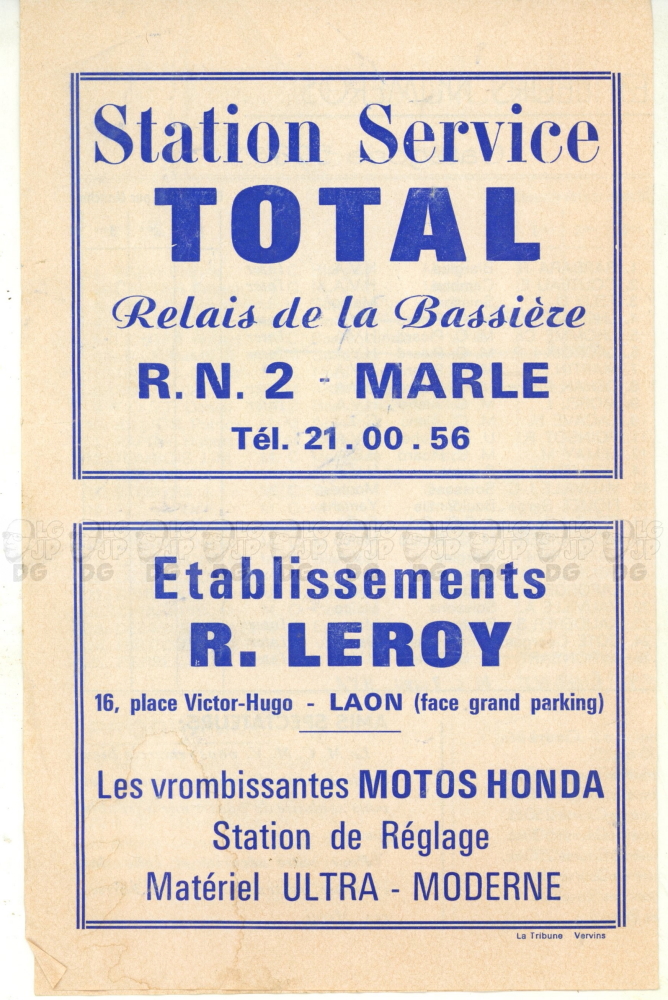 Station Service
TOTAL
Relais de la Bassière
R.N. 2 - MARLE
Tél. 21.00.56
Etablissements
R. LEROY
16, place Victor-Hugo - LAON (face grand parking)
Les vrombissantes MOTOS HONDA
Station de Réglage
Matériel ULTRA - MODERNE
La Tribune Vervins